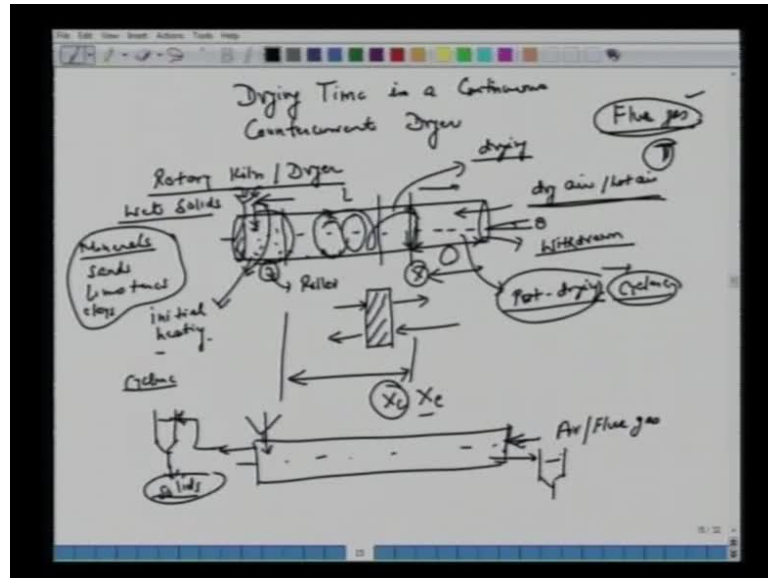 File Edit View Insert Actions Tools Help
Drying Time in a Continuous
Countercurrent Dryer
Flue gas
T
drying
Rotary Kiln / Dryer
Wet Solids
L
dry air / hot air
θ
Minerals
sands
limestones
clays
Withdrawn
Roller
Post-drying
Cyclone
initial
heating.
Xc Xe
Cyclone
Air/Flue gas
solids
15